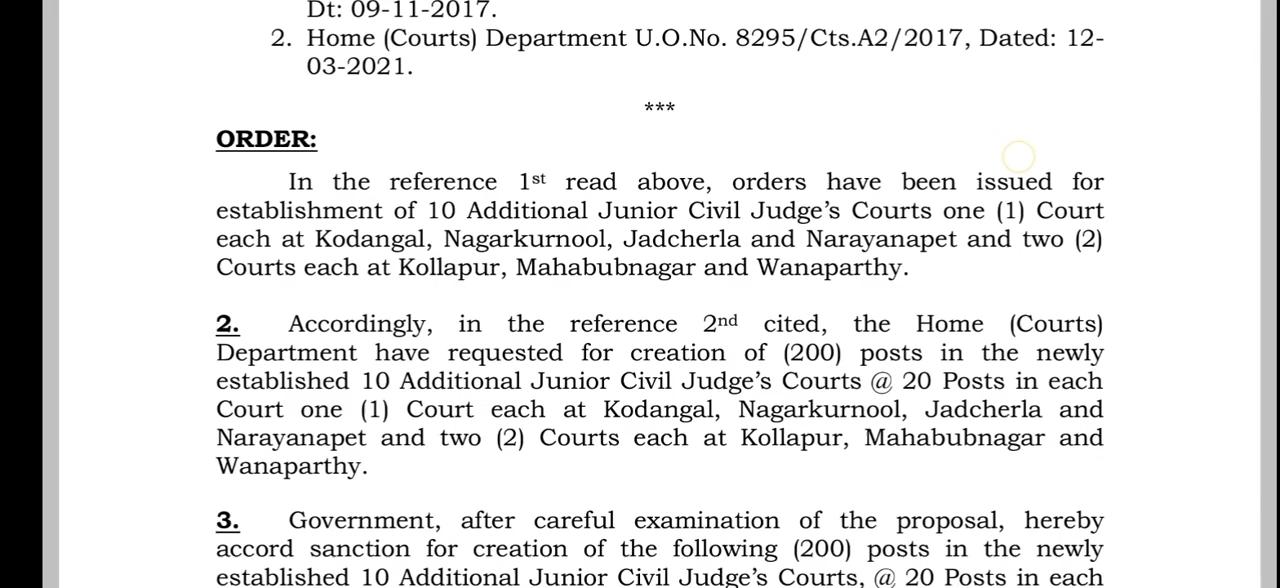 Dt: 09-11-2017.
2. Home (Courts) Department U.O.No. 8295/Cts.A2/2017, Dated: 12-
03-2021.
***
ORDER:
In the reference 1st read above, orders have been issued for
establishment of 10 Additional Junior Civil Judge’s Courts one (1) Court
each at Kodangal, Nagarkurnool, Jadcherla and Narayanapet and two (2)
Courts each at Kollapur, Mahabubnagar and Wanaparthy.
2. Accordingly, in the reference 2nd cited, the Home (Courts)
Department have requested for creation of (200) posts in the newly
established 10 Additional Junior Civil Judge’s Courts @ 20 Posts in each
Court one (1) Court each at Kodangal, Nagarkurnool, Jadcherla and
Narayanapet and two (2) Courts each at Kollapur, Mahabubnagar and
Wanaparthy.
3. Government, after careful examination of the proposal, hereby
accord sanction for creation of the following (200) posts in the newly
established 10 Additional Junior Civil Judge’s Courts, @ 20 Posts in each